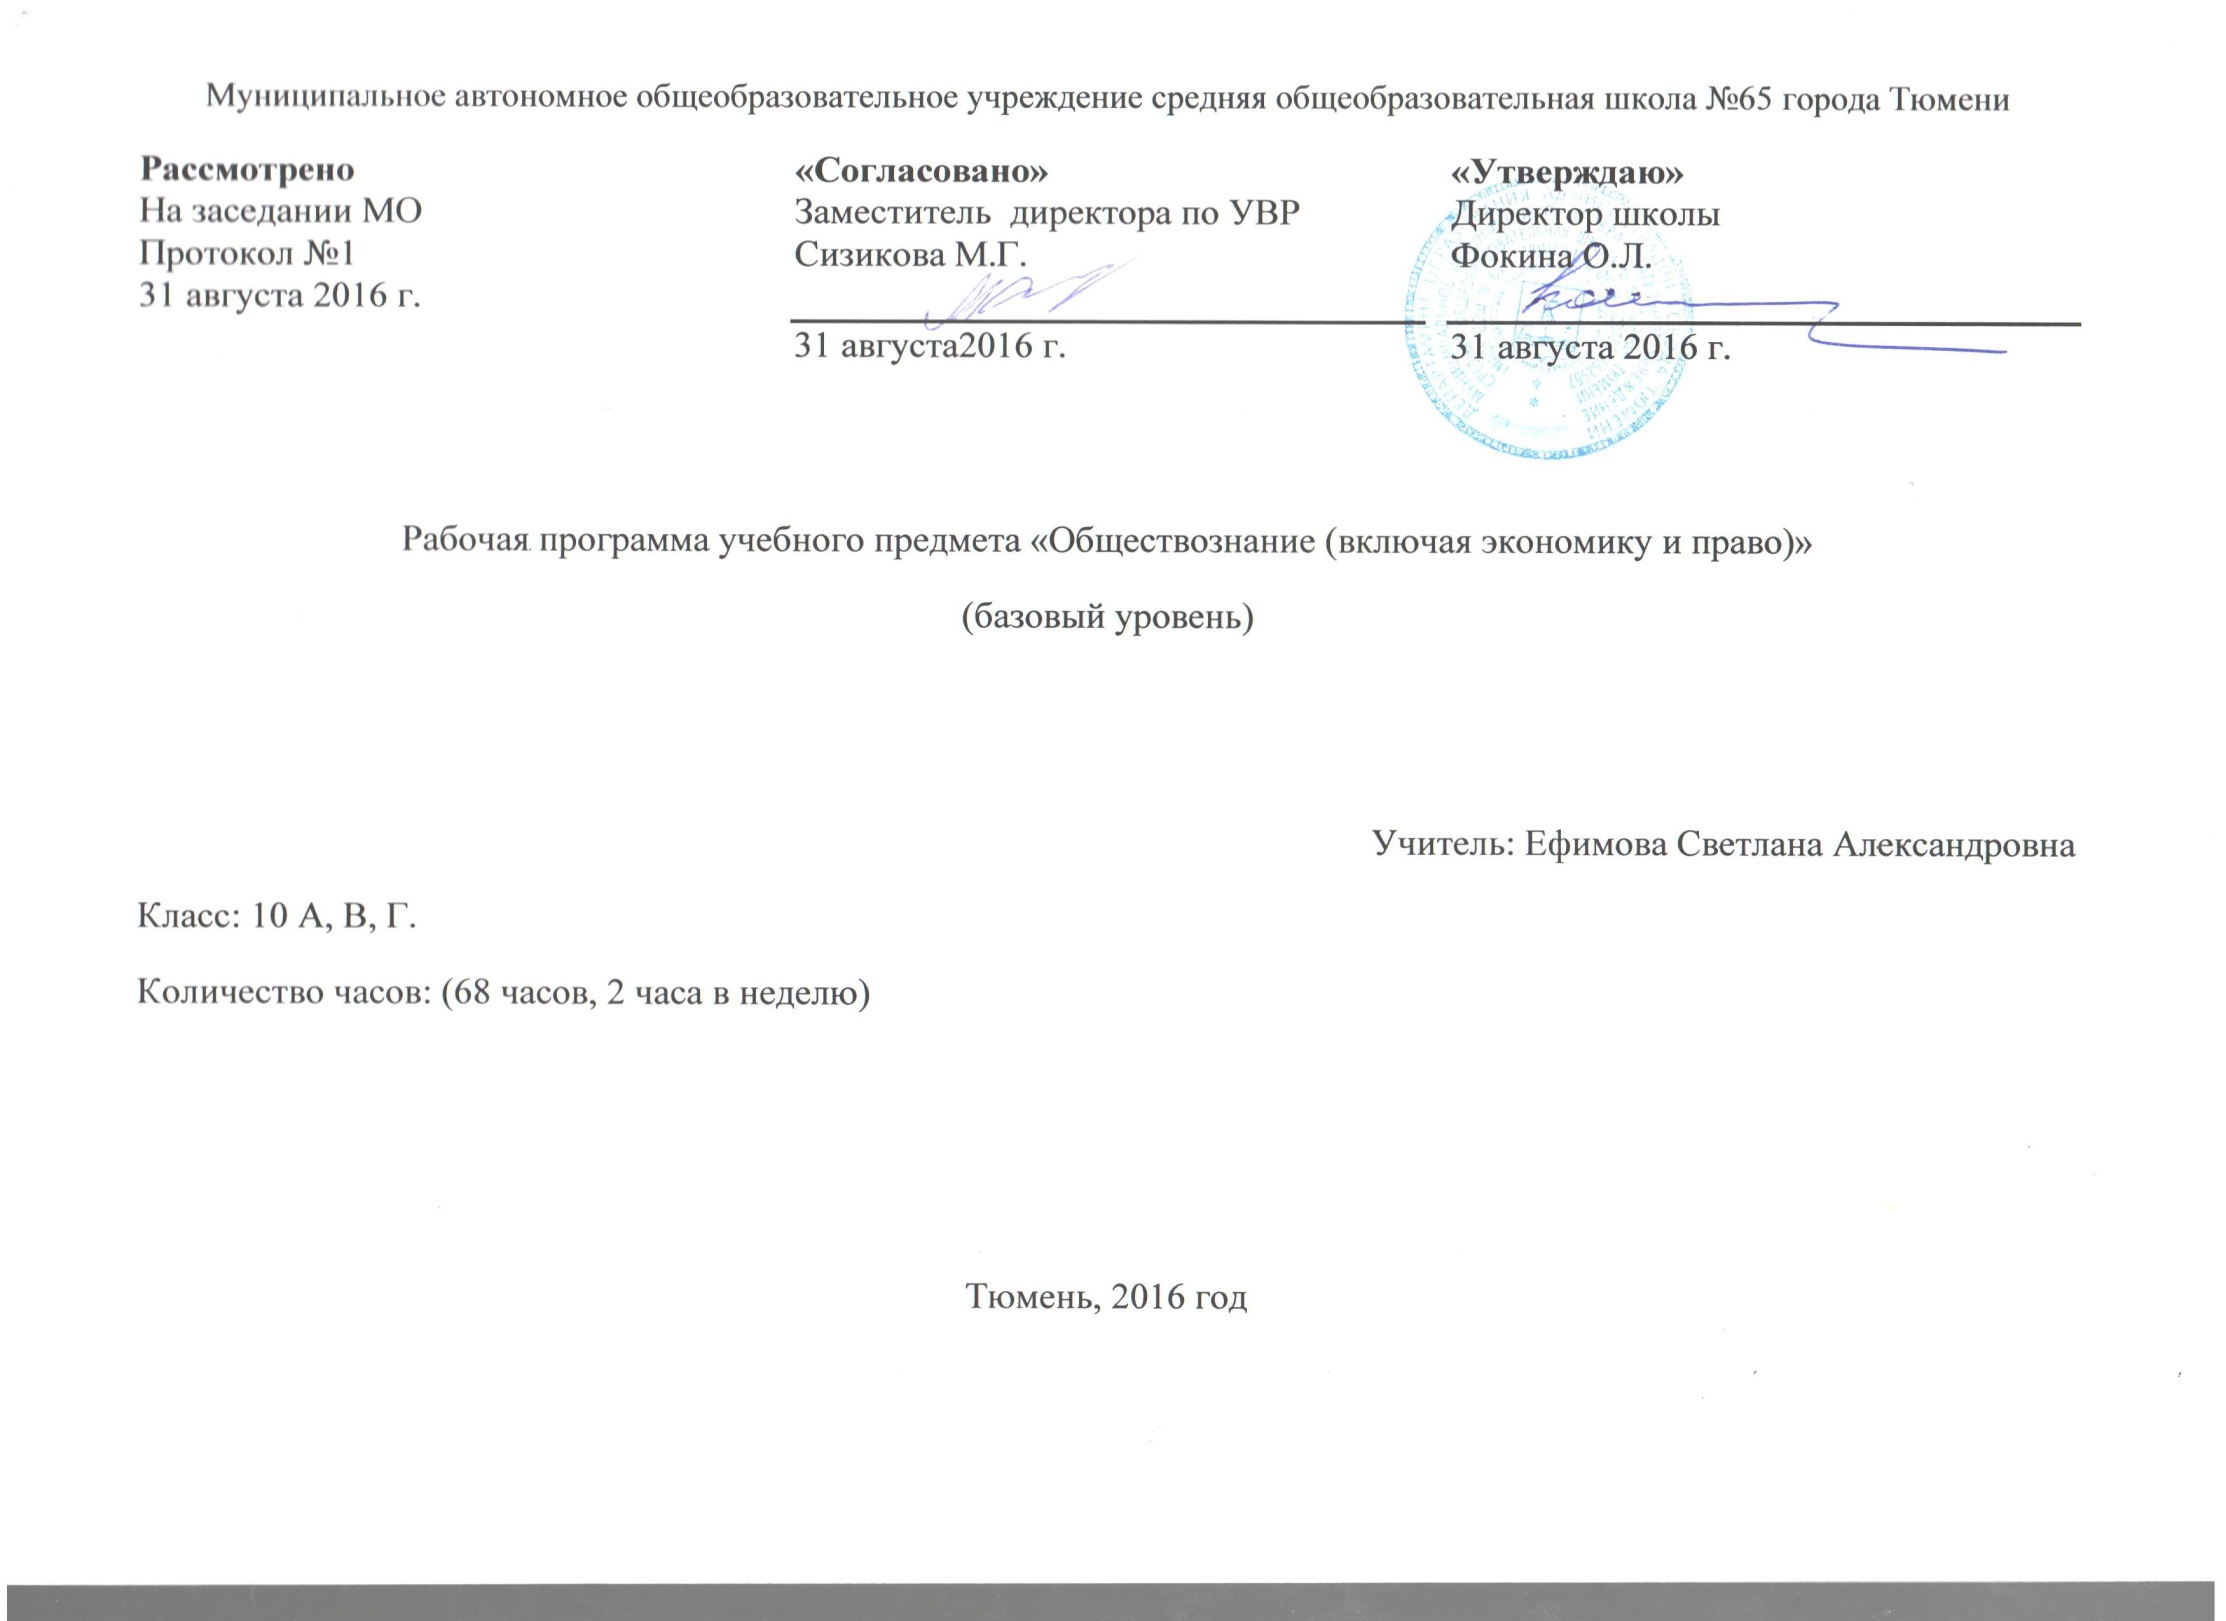 Муниципальное автономное общеобразовательное учреждение средняя общеобразовательная школа №65 города Тюмени
Рассмотрено
На заседании МО
Протокол №1
31 августа 2016 г.
«Согласовано»
Заместитель директора по УВР
Сизикова М.Г.
31 августа2016 г.
«Утверждаю»
Директор школы
Фокина О.Л.
31 августа 2016 г.
Рабочая программа учебного предмета «Обществознание (включая экономику и право)»
(базовый уровень)
Учитель: Ефимова Светлана Александровна
Класс: 10 А, В, Г.
Количество часов: (68 часов, 2 часа в неделю)
Тюмень, 2016 год